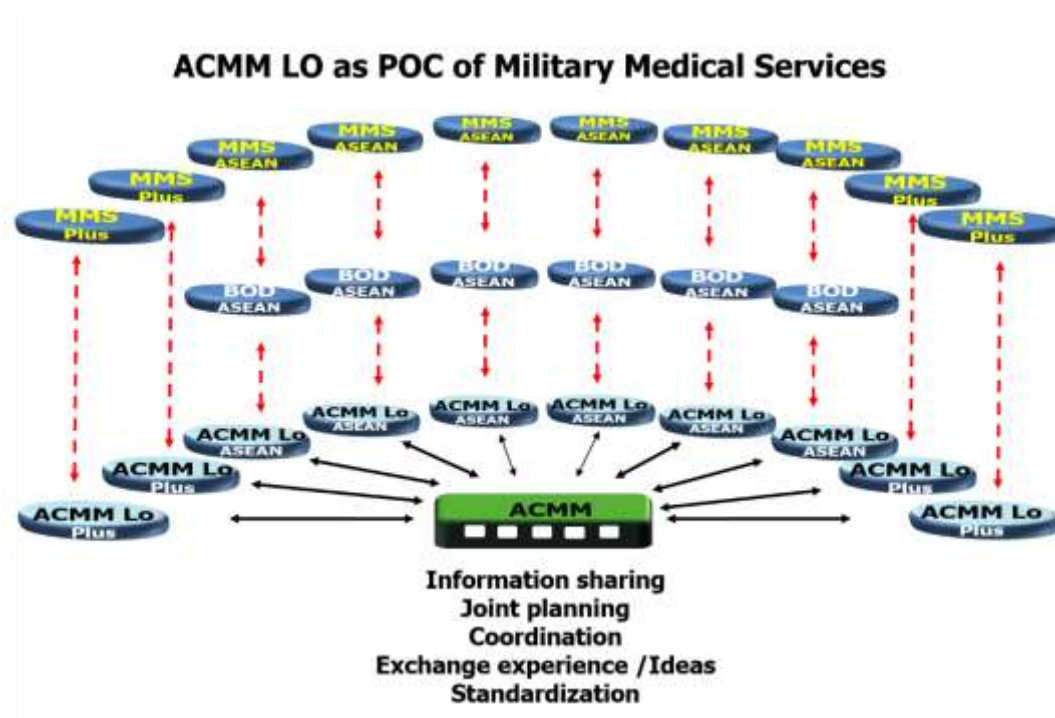 ACMM LO as POC of Military Medical Services
MMS
ASEAN
MMS
ASEAN
MMS
ASEAN
MMS
ASEAN
MMS
ASEAN
MMS
ASEAN
MMS
Plus
MMS
Plus
MMS
Plus
MMS
Plus
BOD
ASEAN
BOD
ASEAN
BOD
ASEAN
BOD
ASEAN
BOD
ASEAN
BOD
ASEAN
ACMM Lo
ASEAN
ACMM Lo
ASEAN
ACMM Lo
ASEAN
ACMM Lo
ASEAN
ACMM Lo
ASEAN
ACMM Lo
ASEAN
ACMM Lo
Plus
ACMM Lo
Plus
ACMM Lo
Plus
ACMM Lo
Plus
ACMM
Information sharing
Joint planning
Coordination
Exchange experience /Ideas
Standardization